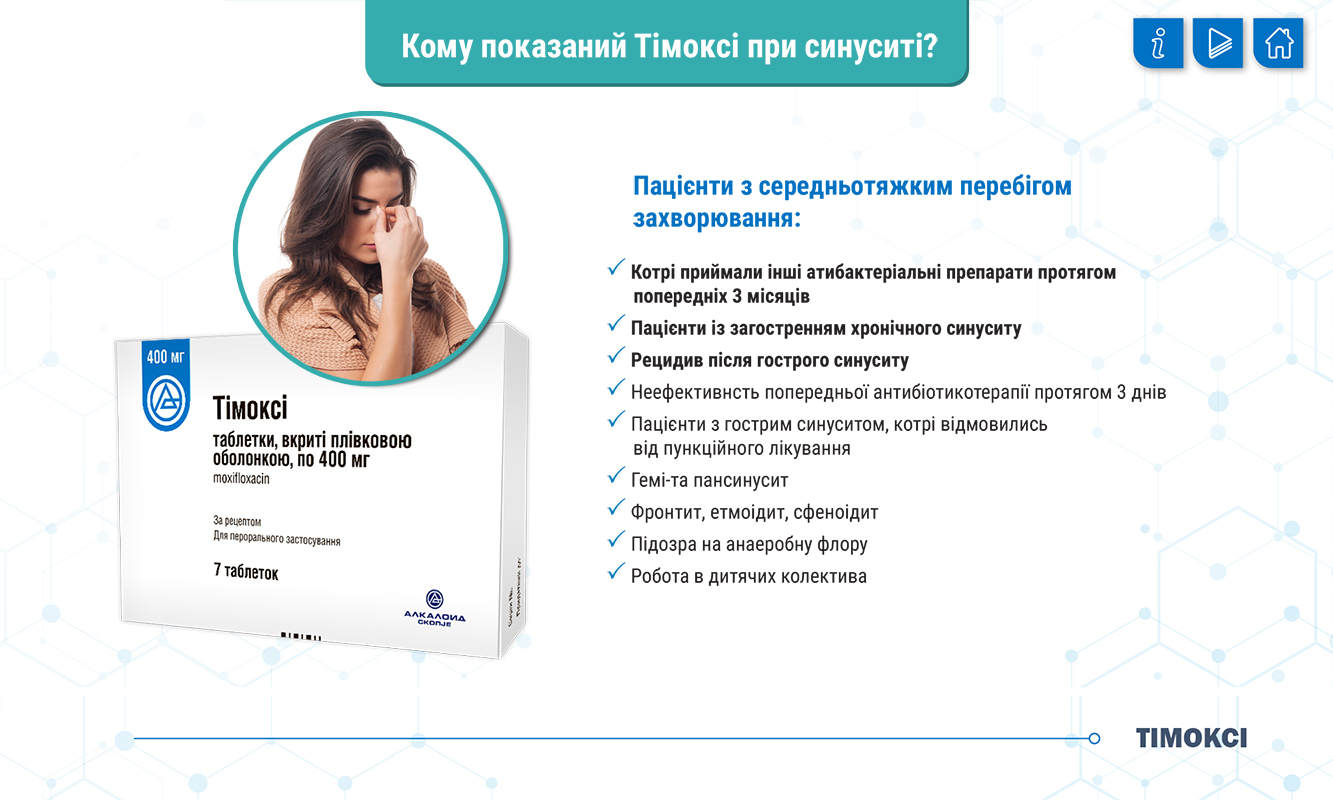 Кому показаний Тімоксі при синуситі?
400 мг
Тімоксі
таблетки, вкриті плівковою
оболонкою, по 400 мг
moxifloxacin
За рецептом
Для перорального застосування
7 таблеток
АЛКАЛОИД
СКОПЈЕ
Пацієнти з середньотяжким перебігом
захворювання:
Котрі приймали інші атибактеріальні препарати протягом
попередніх 3 місяців
Пацієнти із загостренням хронічного синуситу
Рецидив після гострого синуситу
Неефективнсть попередньої антибіотикотерапії протягом 3 днів
Пацієнти з гострим синуситом, котрі відмовились
від пункційного лікування
Гемі-та пансинусит
Фронтит, етмоїдит, сфеноїдит
Підозра на анаеробну флору
Робота в дитячих колектива
ТІМОКСІ